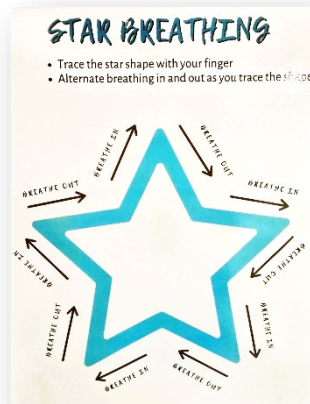 STAR BREATHING
• Trace the star shape with your finger
• Alternate breathing in and out as you trace the shape
BREATHE IN
BREATHE OUT
BREATHE IN
BREATHE OUT
BREATHE IN
BREATHE OUT
BREATHE IN
BREATHE OUT
BREATHE IN
BREATHE OUT